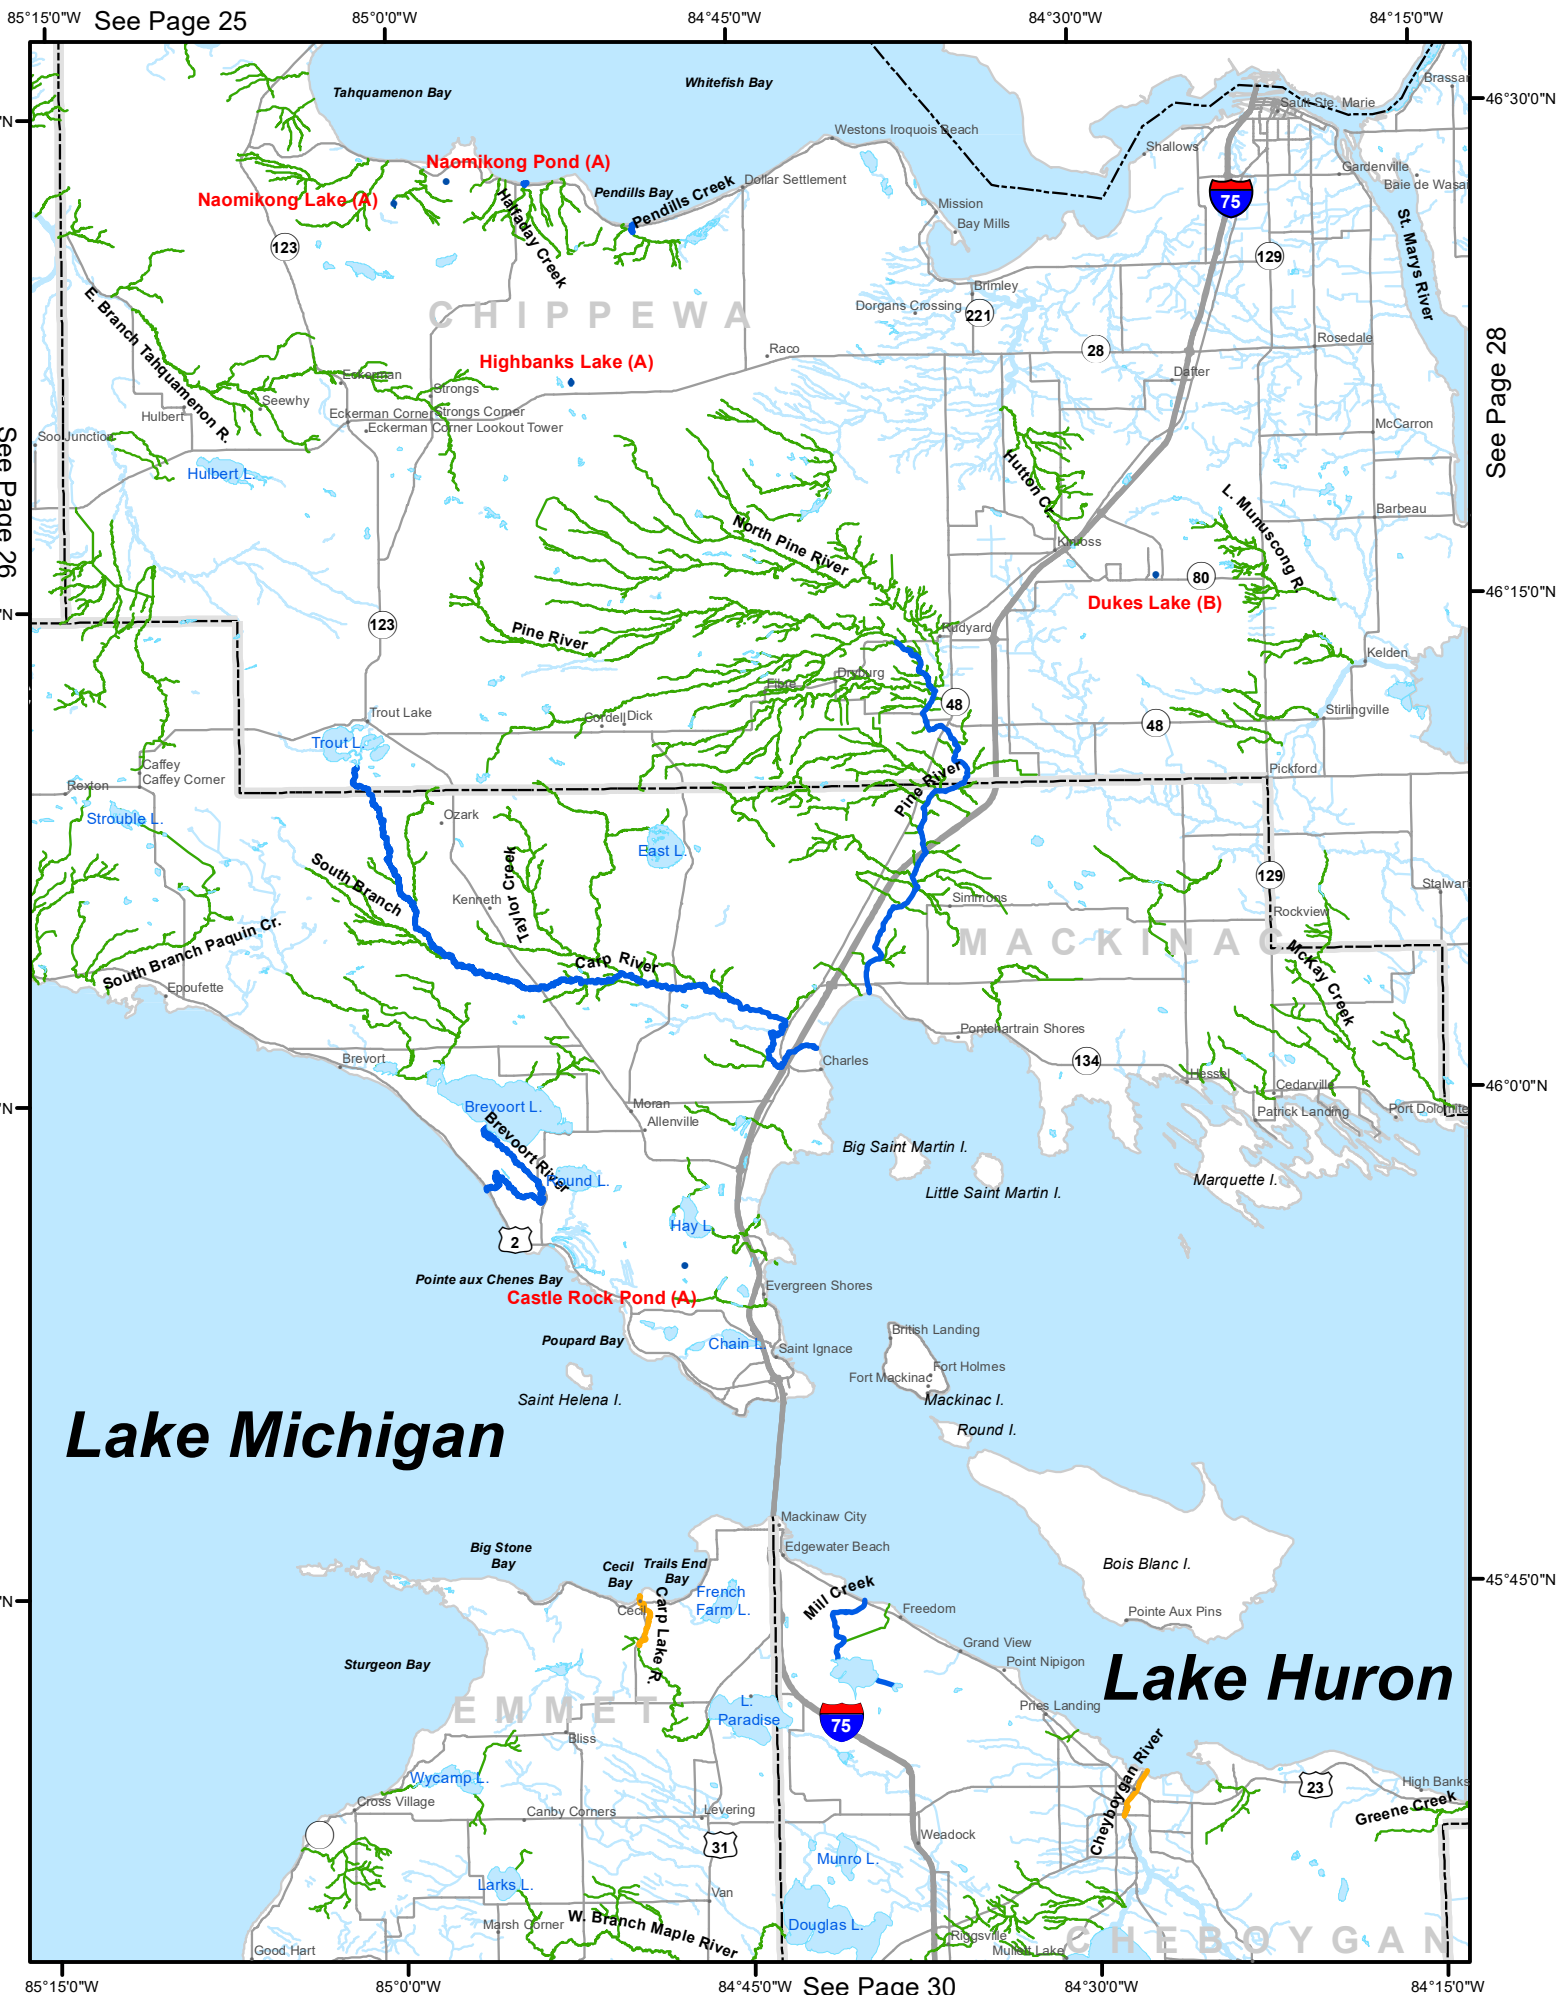 85°15'0"W
See Page 25
85°0'0"W
84°45'0"W
84°30'0"W
84°15'0"W
Tahquamenon Bay
Whitefish Bay
Brassar
46°30'0"N
Sault Ste. Marie
Westons Iroquois Beach
Shallows
Gardenville
Baie de Wasai
Naomikong Pond (A)
Naomikong Lake (A)
Pendills Bay
Pendills Creek
Dollar Settlement
Halfaday Creek
Mission
Bay Mills
75
St. Marys River
123
129
E. Branch Tahquamenon R.
CHIPPEWA
Brimley
Dorgans Crossing
221
28
Rosedale
See Page 28
Highbanks Lake (A)
Raco
Dafter
Eckerman
Strongs
Seewhy
Hulbert
Eckerman Corner
Strongs Corner
Eckerman Corner Lookout Tower
McCarron
Soo Junction
See Page 26
Hulbert L.
Hutton Cr.
L. Munuscong R.
Barbeau
North Pine River
Kinross
80
46°15'0"N
Dukes Lake (B)
123
Pine River
Rudyard
Kelden
Dryburg
Fibre
48
48
Stirlingville
Trout Lake
Gordell
Dick
Trout L.
Caffey
Caffey Corner
Rexton
Pickford
Pine River
Strouble L.
Ozark
East L.
South Branch
Taylor Creek
Kenneth
129
Stalwar
Simmons
Rockview
MACKINAC
South Branch Paquin Cr.
Carp River
McKay Creek
Epoufette
Pontchartrain Shores
Brevort
Charles
134
Hessel
46°0'0"N
Cedarville
Patrick Landing
Port Dolomite
Brevoort L.
Brevoort River
Moran
Allenville
Big Saint Martin I.
Little Saint Martin I.
Marquette I.
Round L.
Hay L.
2
Pointe aux Chenes Bay
Castle Rock Pond (A)
Evergreen Shores
Poupard Bay
Chain L.
Saint Ignace
British Landing
Fort Holmes
Fort Mackinac
Mackinac I.
Saint Helena I.
Round I.
Lake Michigan
Mackinaw City
Edgewater Beach
Big Stone
Bay
Cecil
Bay
Trails End
Bay
Bois Blanc I.
45°45'0"N
French
Farm L.
Mill Creek
Cecil
Carp Lake R.
Freedom
Pointe Aux Pins
Grand View
Point Nipigon
Sturgeon Bay
Lake Huron
EMMET
L.
Paradise
75
Pries Landing
Bliss
Cheyboygan River
Wycamp L.
23
High Banks
Cross Village
Canby Corners
Levering
Greene Creek
31
Weadock
Munro L.
Larks L.
Van
Marsh Corner
W. Branch Maple River
Douglas L.
Riggsville
Mullett Lake
CHEBOYGAN
Good Hart
85°15'0"W
85°0'0"W
84°45'0"W
See Page 30
84°30'0"W
84°15'0"W